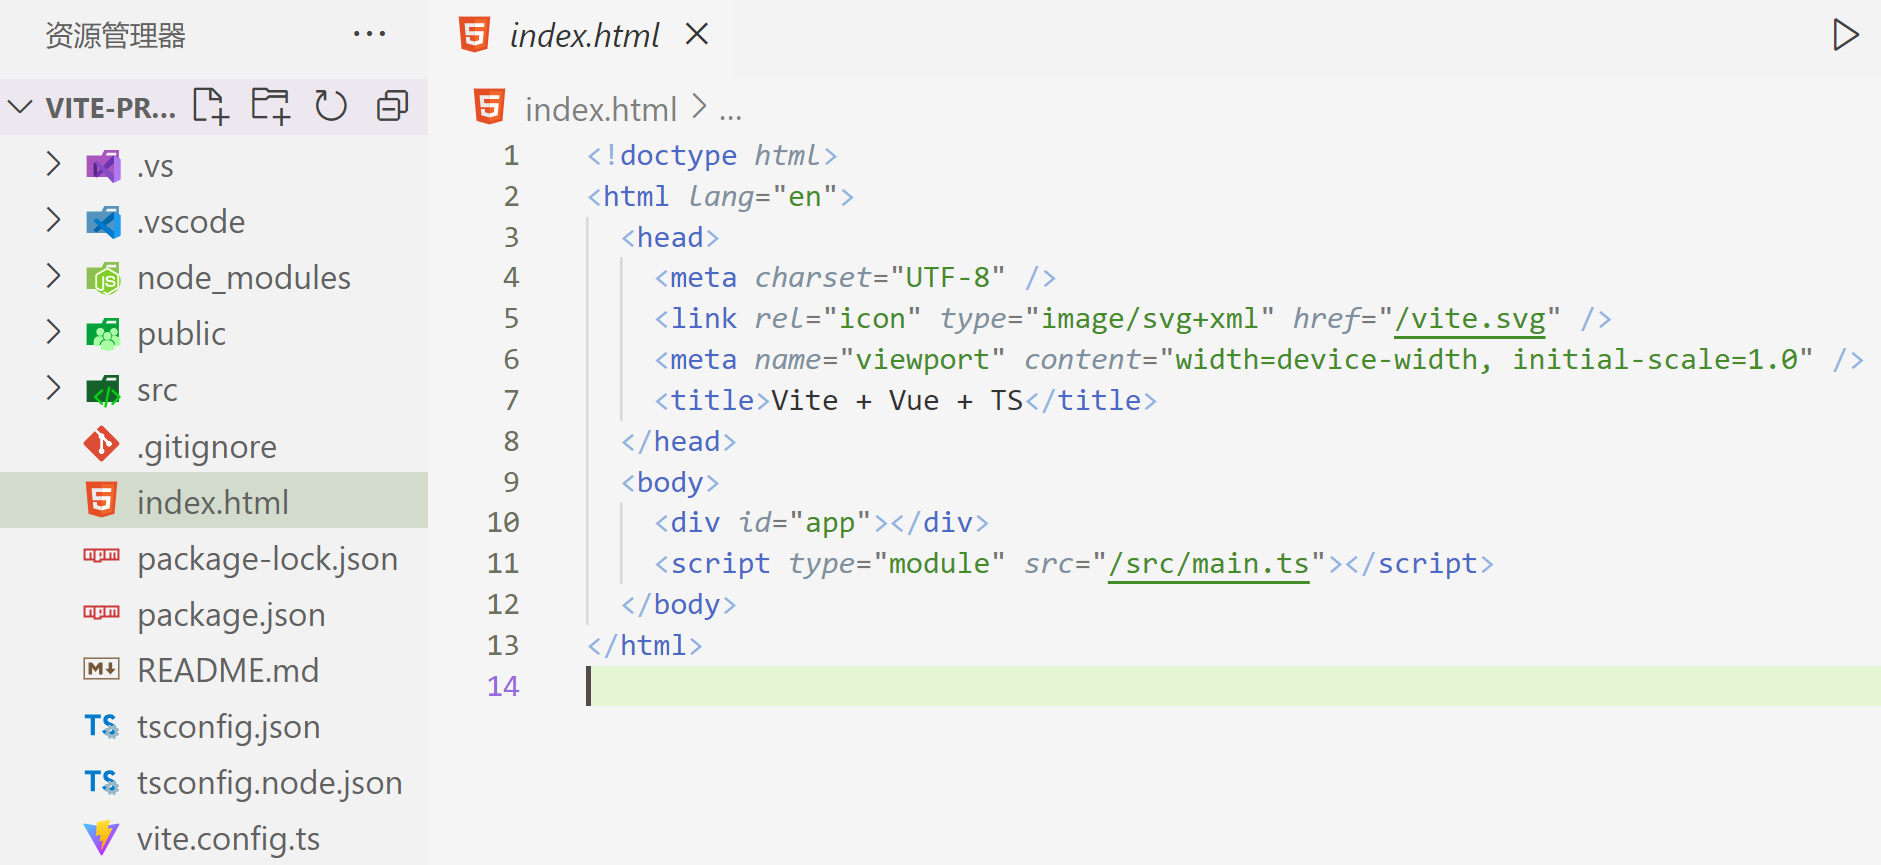 资源管理器 ...
VITE-PR...
.vs
.vscode
node_modules
public
src
.gitignore
index.html
package-lock.json
package.json
README.md
tsconfig.json
tsconfig.node.json
vite.config.ts
index.html
index.html > ...
1 <!doctype html>
2 <html lang="en">
3 <head>
4 <meta charset="UTF-8" />
5 <link rel="icon" type="image/svg+xml" href="/vite.svg" />
6 <meta name="viewport" content="width=device-width, initial-scale=1.0" />
7 <title>Vite + Vue + TS</title>
8 </head>
9 <body>
10 <div id="app"></div>
11 <script type="module" src="/src/main.ts"></script>
12 </body>
13 </html>
14